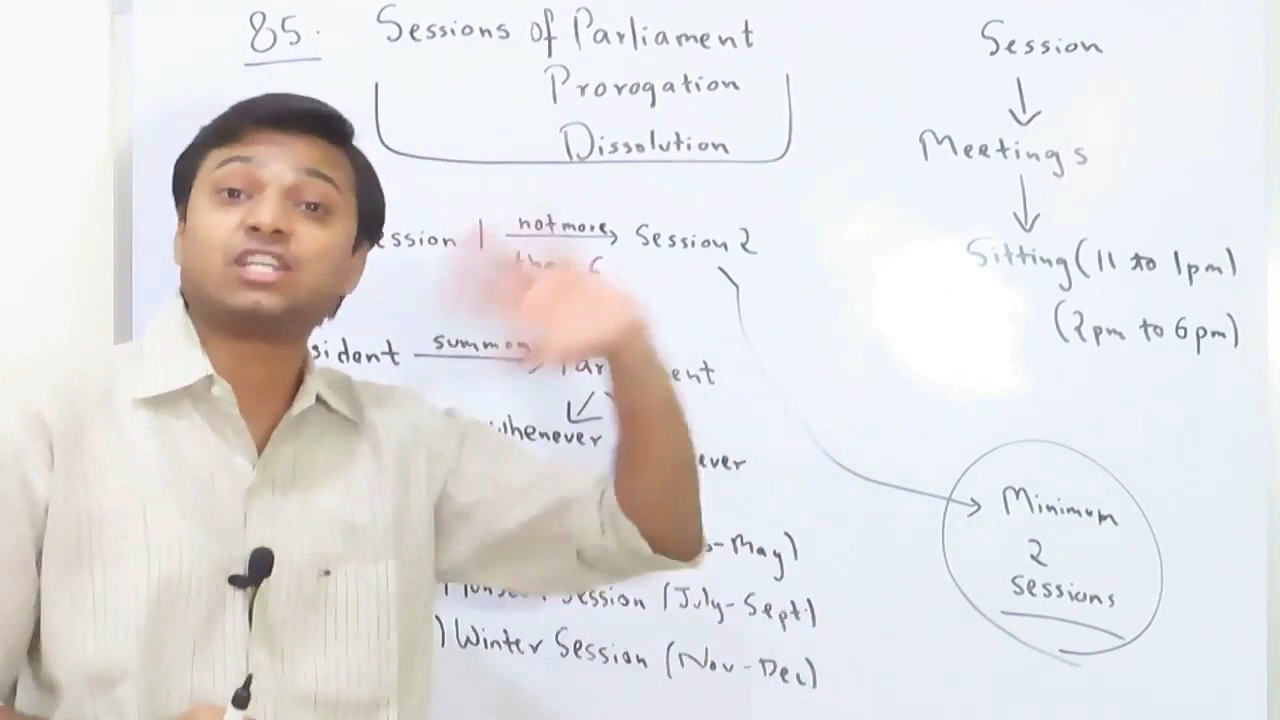 85. Sessions of Parliament
Prorogation
Dissolution
ession 1 not more Session 2
sident summon Par ent
whenever
ever
-May)
Session (July-Sept)
) Winter Session (Nov-Dec)
Session
Meetings
Sitting (11 to 1pm)
(2pm to 6pm)
Minimum
2
sessions